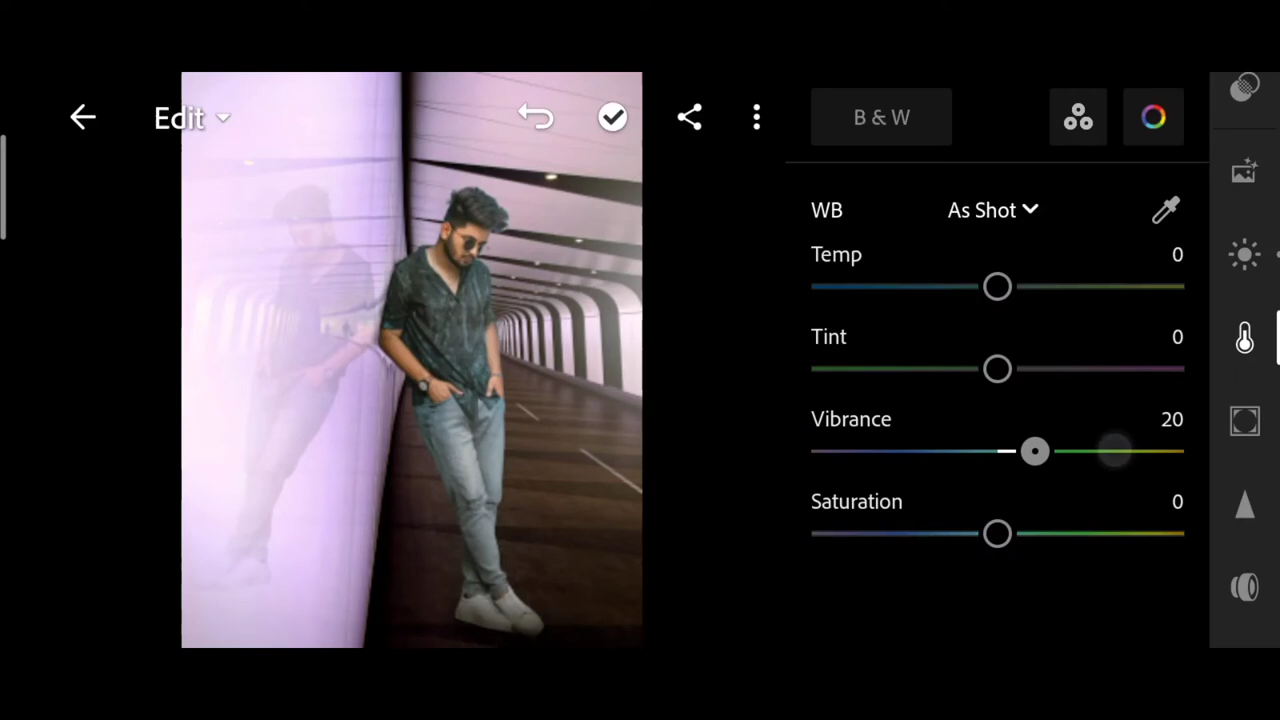 Edit
B & W
WB As Shot
Temp 0
Tint 0
Vibrance 20
Saturation 0